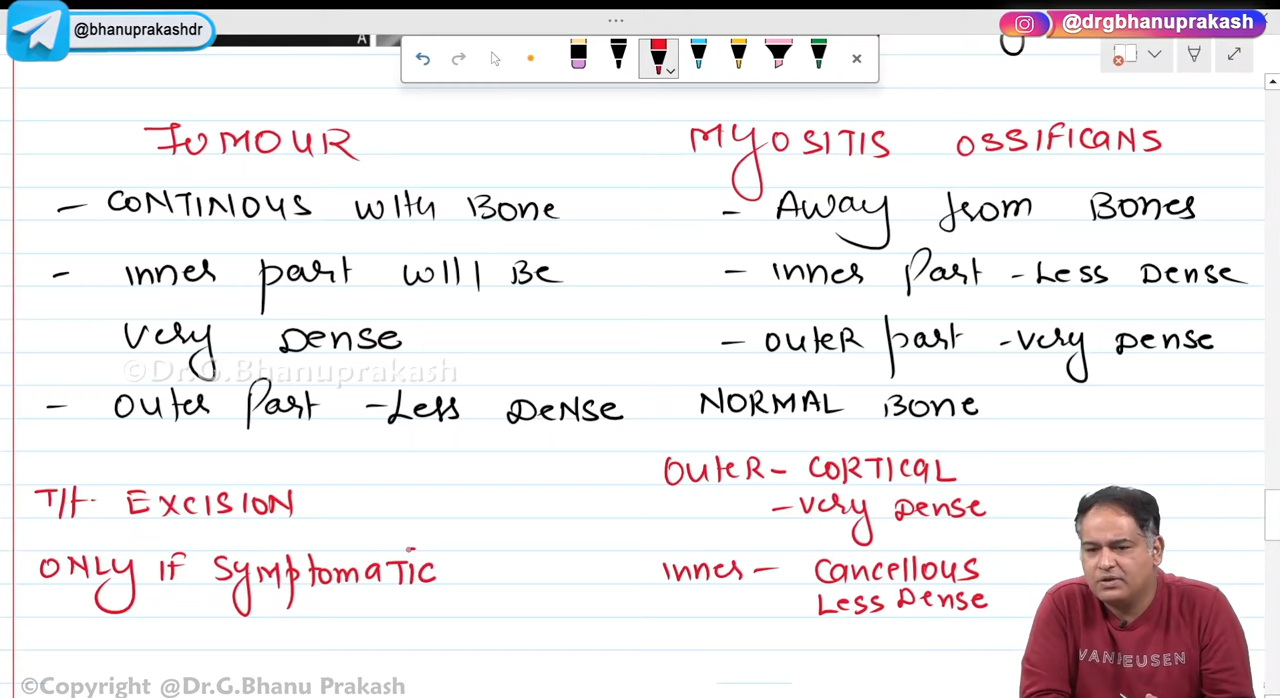 @bhanuprakashdr
@drgbhanuprakash
TUMOUR
- CONTINOUS with Bone
- inner part will Be
very Dense
©Dr.G.Bhanuprakash
- outer part - Less Dense
T/t- EXCISION
ONLY IF Symptomatic
MYOSITIS OSSIFICANS
- Away from Bones
- inner Part - Less Dense
- outer part - very Dense
NORMAL Bone
Outer - CORTICAL
- very Dense
inner - Cancellous
Less Dense
VANHEUSEN
©Copyright @Dr.G.Bhanu Prakash